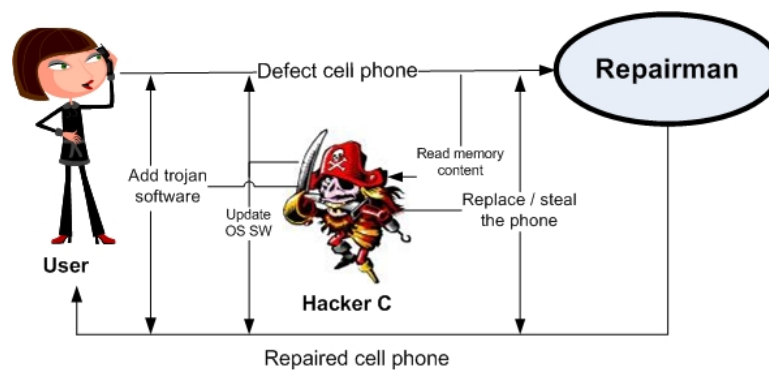 Defect cell phone
Repairman
Add trojan
software
Update
OS SW
Read memory
content
Replace / steal
the phone
User
Hacker C
Repaired cell phone